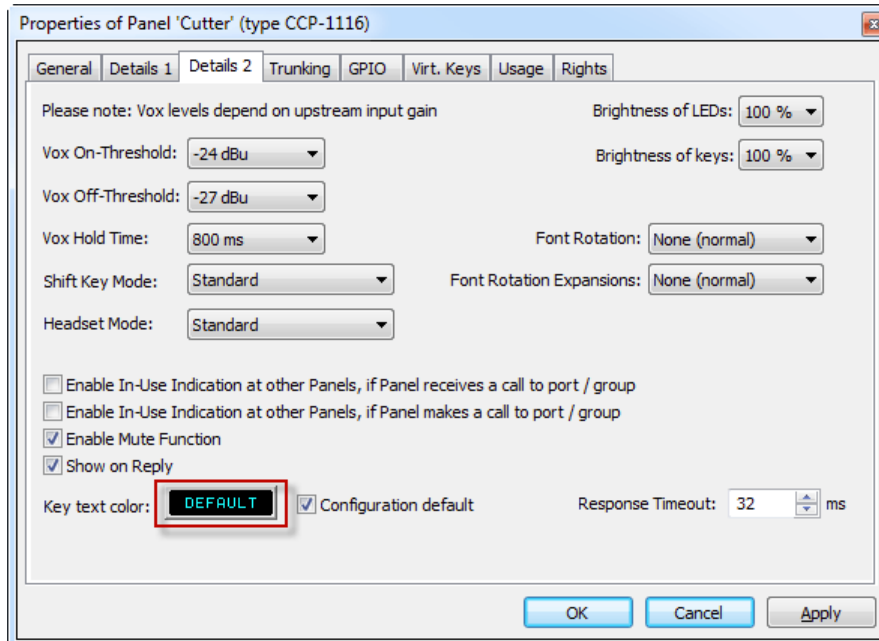 Properties of Panel 'Cutter' (type CCP-1116)
General Details 1 Details 2 Trunking GPIO Virt. Keys Usage Rights
Please note: Vox levels depend on upstream input gain Brightness of LEDs: 100 %
Vox On-Threshold: -24 dBu Brightness of keys: 100 %
Vox Off-Threshold: -27 dBu
Vox Hold Time: 800 ms Font Rotation: None (normal)
Shift Key Mode: Standard Font Rotation Expansions: None (normal)
Headset Mode: Standard
Enable In-Use Indication at other Panels, if Panel receives a call to port / group
Enable In-Use Indication at other Panels, if Panel makes a call to port / group
Enable Mute Function
Show on Reply
Key text color: DEFAULT Configuration default Response Timeout: 32 ms
OK Cancel Apply